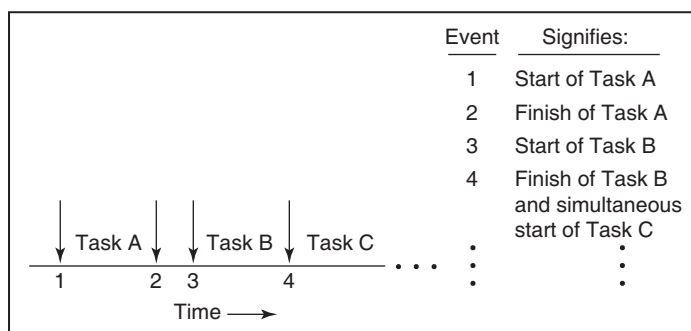 Event Signifies:
1 Start of Task A
2 Finish of Task A
3 Start of Task B
4 Finish of Task B
and simultaneous
start of Task C
Task A Task B Task C
1 2 3 4
Time